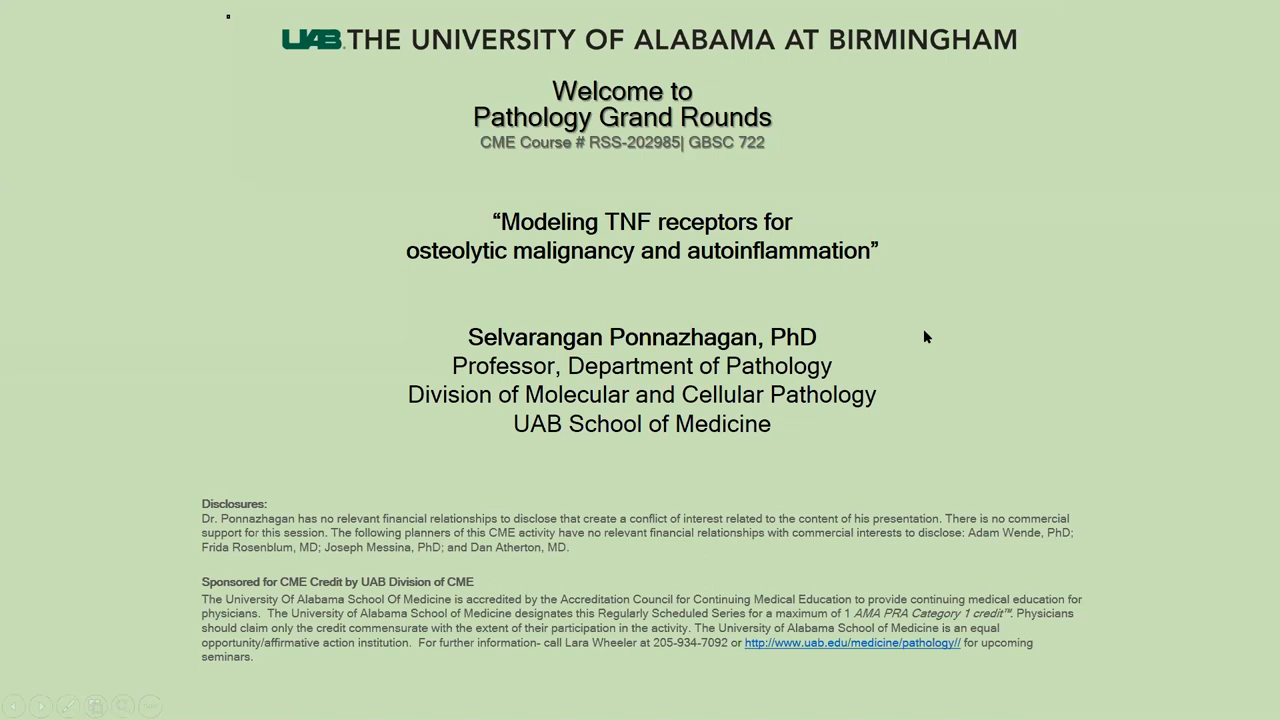 UAB. THE UNIVERSITY OF ALABAMA AT BIRMINGHAM
Welcome to
Pathology Grand Rounds
CME Course # RSS-202985| GBSC 722
“Modeling TNF receptors for
osteolytic malignancy and autoinflammation”
Selvarangan Ponnazhagan, PhD
Professor, Department of Pathology
Division of Molecular and Cellular Pathology
UAB School of Medicine
Disclosures:
Dr. Ponnazhagan has no relevant financial relationships to disclose that create a conflict of interest related to the content of his presentation. There is no commercial
support for this session. The following planners of this CME activity have no relevant financial relationships with commercial interests to disclose: Adam Wende, PhD;
Frida Rosenblum, MD; Joseph Messina, PhD; and Dan Atherton, MD.
Sponsored for CME Credit by UAB Division of CME
The University Of Alabama School Of Medicine is accredited by the Accreditation Council for Continuing Medical Education to provide continuing medical education for
physicians. The University of Alabama School of Medicine designates this Regularly Scheduled Series for a maximum of 1 AMA PRA Category 1 credit™. Physicians
should claim only the credit commensurate with the extent of their participation in the activity. The University of Alabama School of Medicine is an equal
opportunity/affirmative action institution. For further information- call Lara Wheeler at 205-934-7092 or http://www.uab.edu/medicine/pathology// for upcoming
seminars.